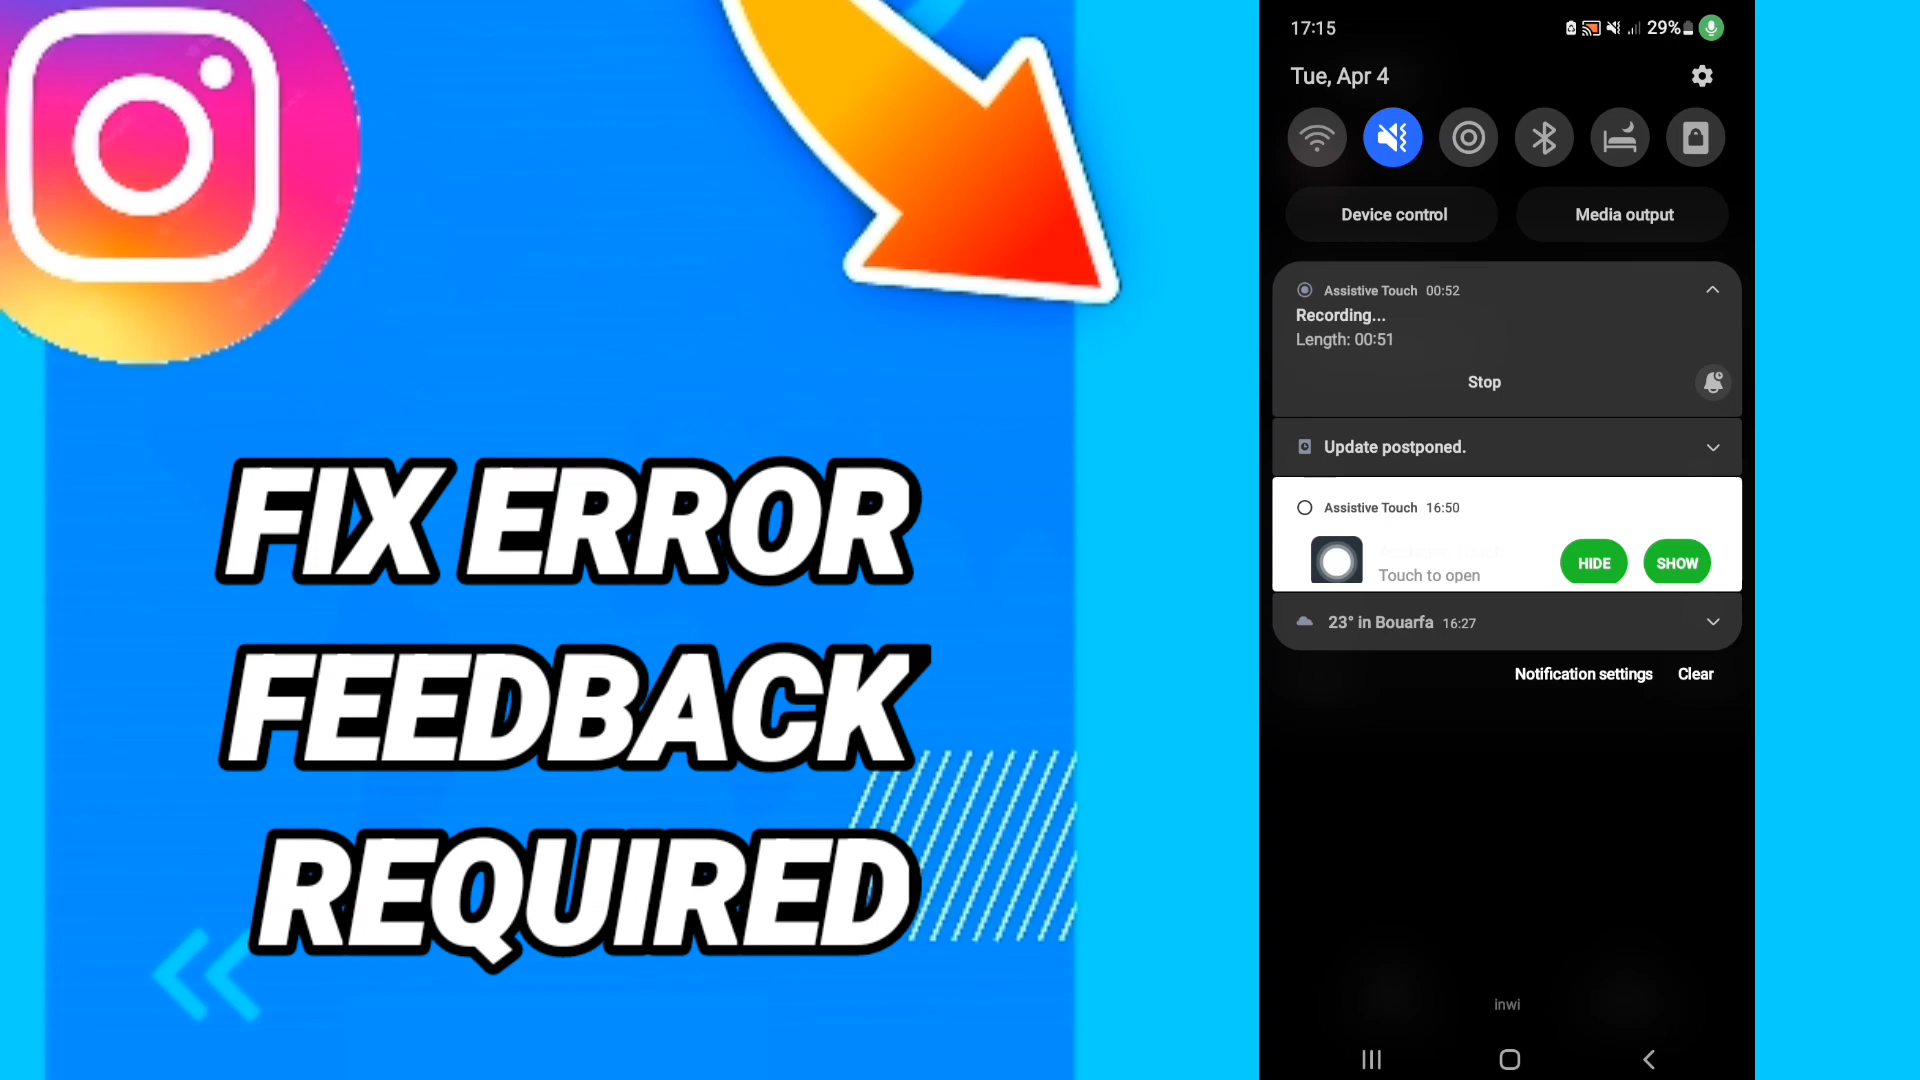 FIX ERROR
FEEDBACK
REQUIRED
17:15
29%
Tue, Apr 4
Device control
Media output
Assistive Touch 00:52
Recording...
Length: 00:51
Stop
Update postponed.
Assistive Touch 16:50
Touch to open
HIDE
SHOW
23° in Bouarfa 16:27
Notification settings
Clear
inwi